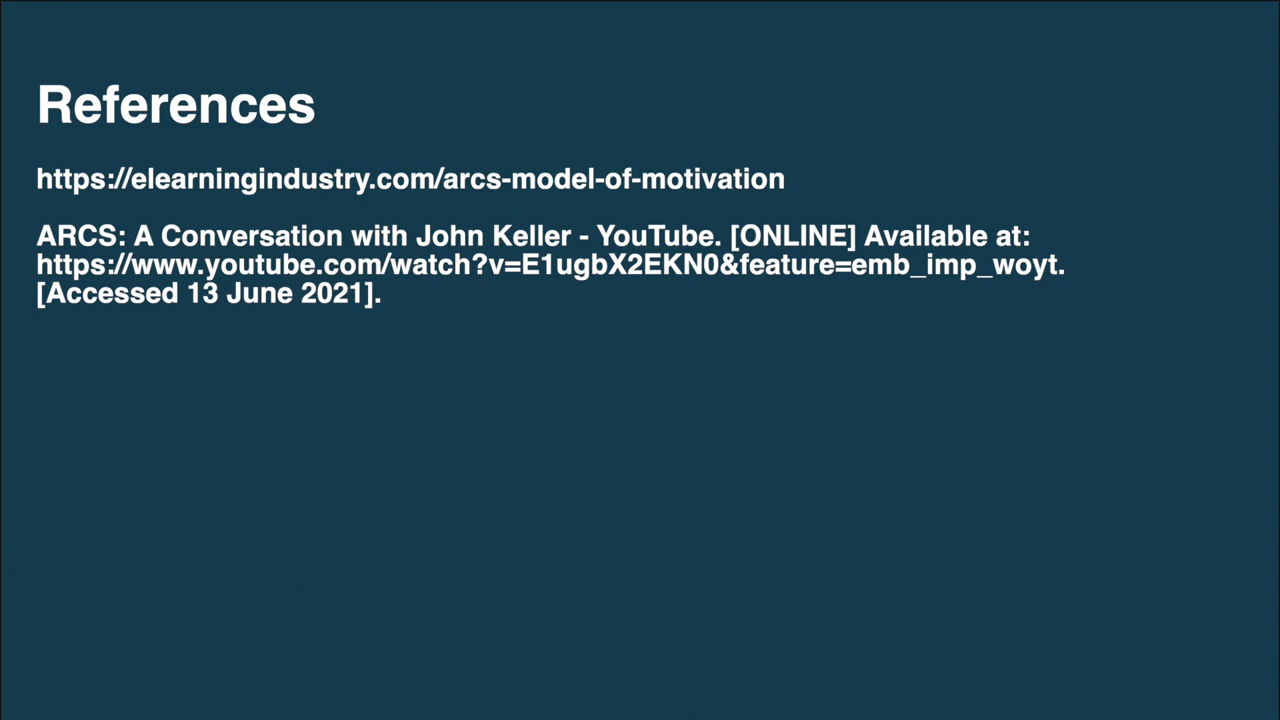 References
https://elearningindustry.com/arcs-model-of-motivation
ARCS: A Conversation with John Keller - YouTube. [ONLINE] Available at:
https://www.youtube.com/watch?v=E1ugbX2EKN0&feature=emb_imp_woyt.
[Accessed 13 June 2021].